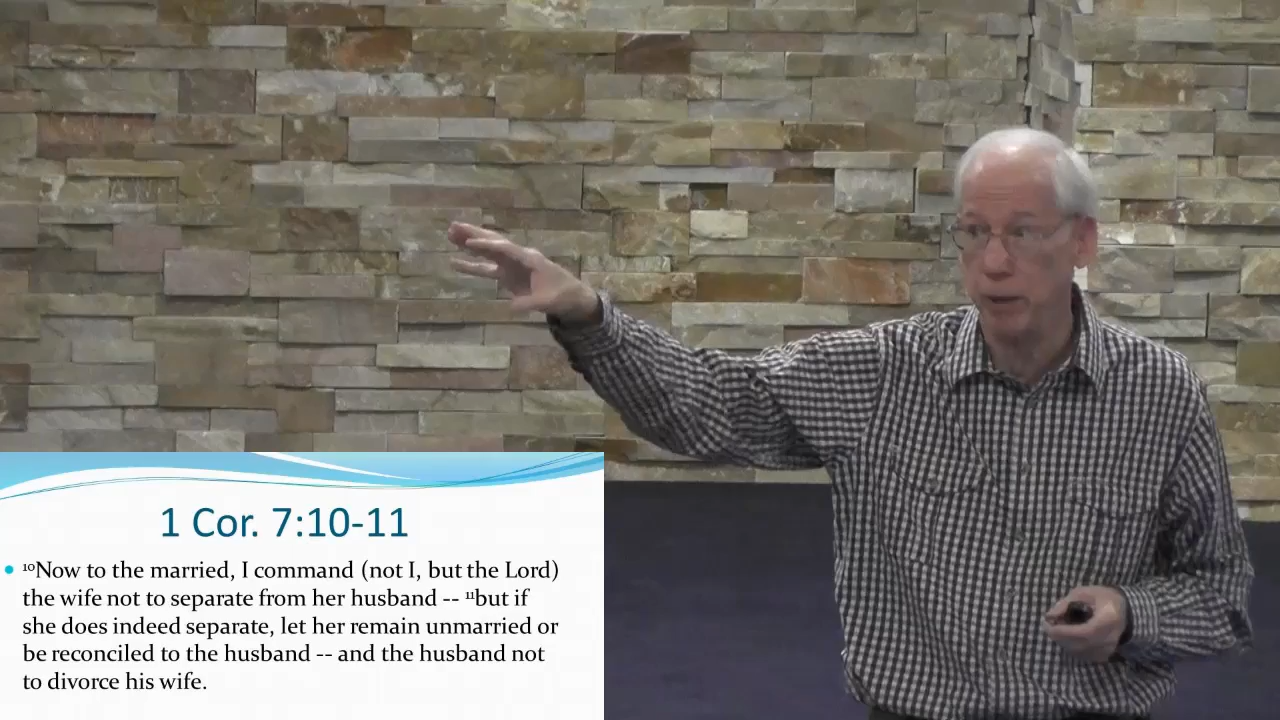 1 Cor. 7:10-11
• ¹⁰Now to the married, I command (not I, but the Lord)
the wife not to separate from her husband -- ¹¹but if
she does indeed separate, let her remain unmarried or
be reconciled to the husband -- and the husband not
to divorce his wife.